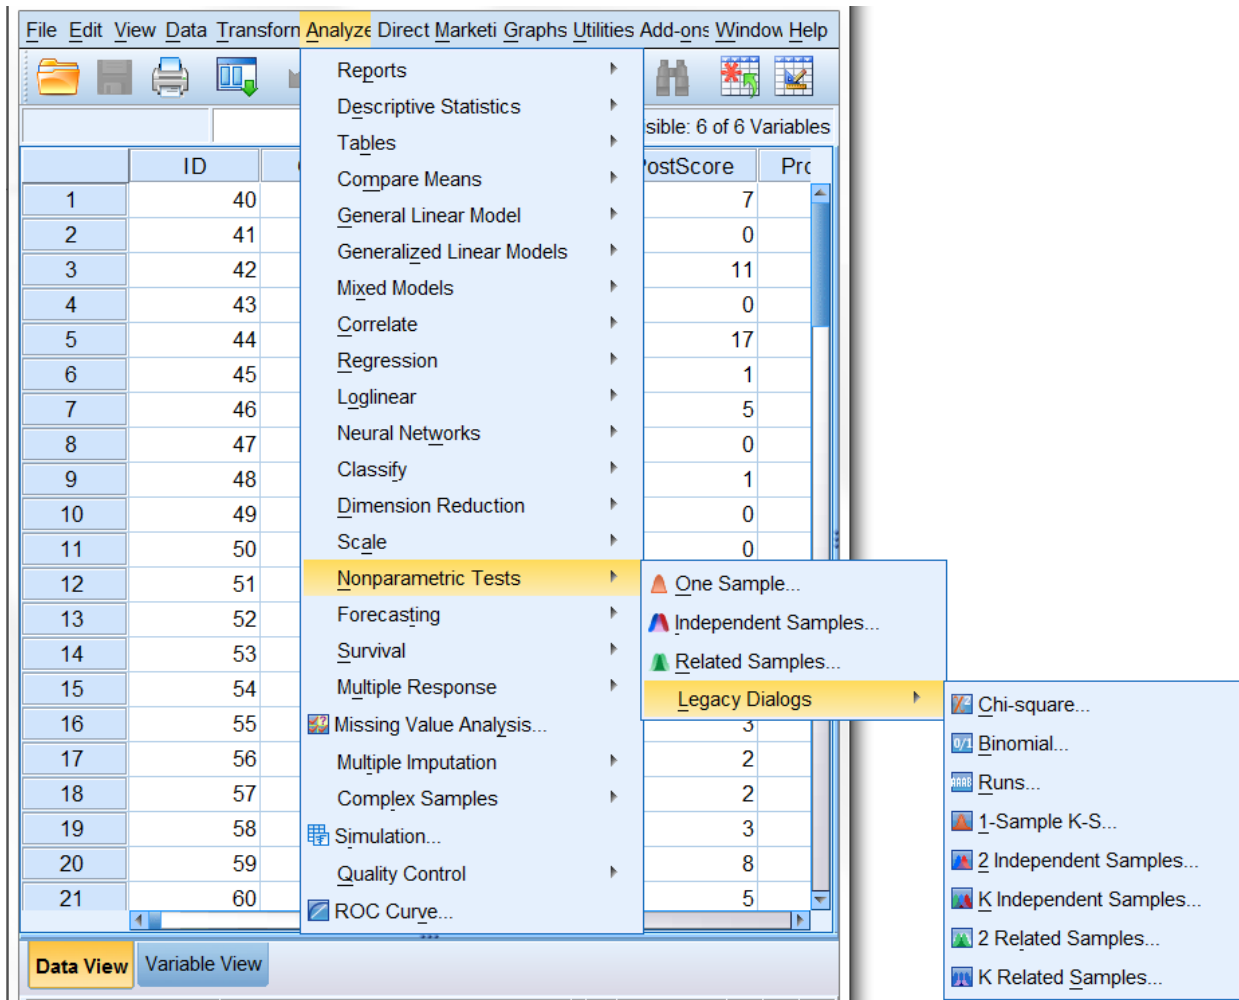 File Edit View Data Transforn Analyze Direct Marketi Graphs Utilities Add-ons Window Help
sible: 6 of 6 Variables
ID PostScore Pro
1 40 7
2 41 0
3 42 11
4 43 0
5 44 17
6 45 1
7 46 5
8 47 0
9 48 1
10 49 0
11 50 0
12 51
13 52
14 53
15 54
16 55 3
17 56 2
18 57 2
19 58 3
20 59 8
21 60 5
Reports
Descriptive Statistics
Tables
Compare Means
General Linear Model
Generalized Linear Models
Mixed Models
Correlate
Regression
Loglinear
Neural Networks
Classify
Dimension Reduction
Scale
Nonparametric Tests
Forecasting
Survival
Multiple Response
Missing Value Analysis...
Multiple Imputation
Complex Samples
Simulation...
Quality Control
ROC Curve...
One Sample...
Independent Samples...
Related Samples...
Legacy Dialogs
Chi-square...
0/1 Binomial...
AAAB Runs...
1-Sample K-S...
2 Independent Samples...
K Independent Samples...
2 Related Samples...
K Related Samples...
Data View Variable View